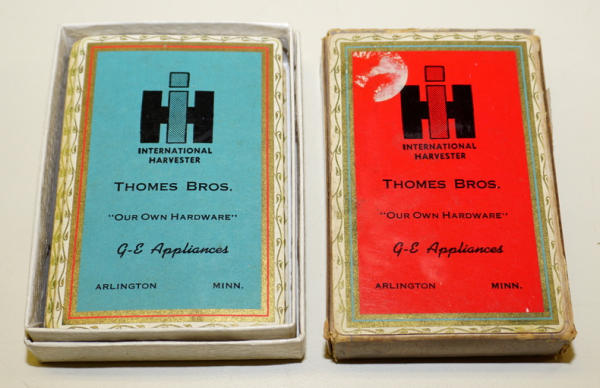 IH
INTERNATIONAL
HARVESTER
THOMES BROS.
"OUR OWN HARDWARE"
G-E Appliances
ARLINGTON MINN.
IH
INTERNATIONAL
HARVESTER
THOMES BROS.
"OUR OWN HARDWARE"
G-E Appliances
ARLINGTON MINN.